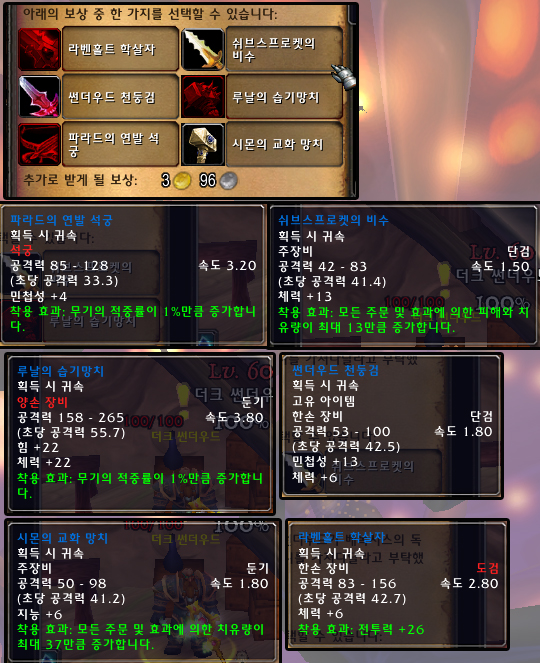 아래의 보상 중 한 가지를 선택할 수 있습니다:
라벤홀트 학살자
쉬브스프로켓의
비수
썬더우드 천둥검
루날의 습기망치
파라드의 연발 석
궁
시몬의 교화 망치
추가로 받게 될 보상: 3 96
파라드의 연발 석궁
획득 시 귀속
석궁
공격력 85 - 128 속도 3.20
(초당 공격력 33.3)
민첩성 +4
착용 효과: 무기의 적중률이 1%만큼 증가합니
다.
쉬브스프로켓의 비수
획득 시 귀속
주장비 단검
공격력 42 - 83 속도 1.50
(초당 공격력 41.4)
체력 +13
착용 효과: 모든 주문 및 효과에 의한 피해와 치
유량이 최대 13만큼 증가합니다.
루날의 습기망치
획득 시 귀속
양손 장비 둔기
공격력 158 - 265 속도 3.80
(초당 공격력 55.7)
힘 +22
체력 +22
착용 효과: 무기의 적중률이 1%만큼 증가합니
다.
썬더우드 천둥검
획득 시 귀속
고유 아이템
한손 장비 단검
공격력 53 - 100 속도 1.80
(초당 공격력 42.5)
민첩성 +13
체력 +6
시몬의 교화 망치
획득 시 귀속
주장비 둔기
공격력 50 - 98 속도 1.80
(초당 공격력 41.2)
지능 +6
착용 효과: 모든 주문 및 효과에 의한 치유량이
최대 37만큼 증가합니다.
라벤홀트 학살자
획득 시 귀속
한손 장비 도검
공격력 83 - 156 속도 2.80
(초당 공격력 42.7)
체력 +6
착용 효과: 전투력 +26